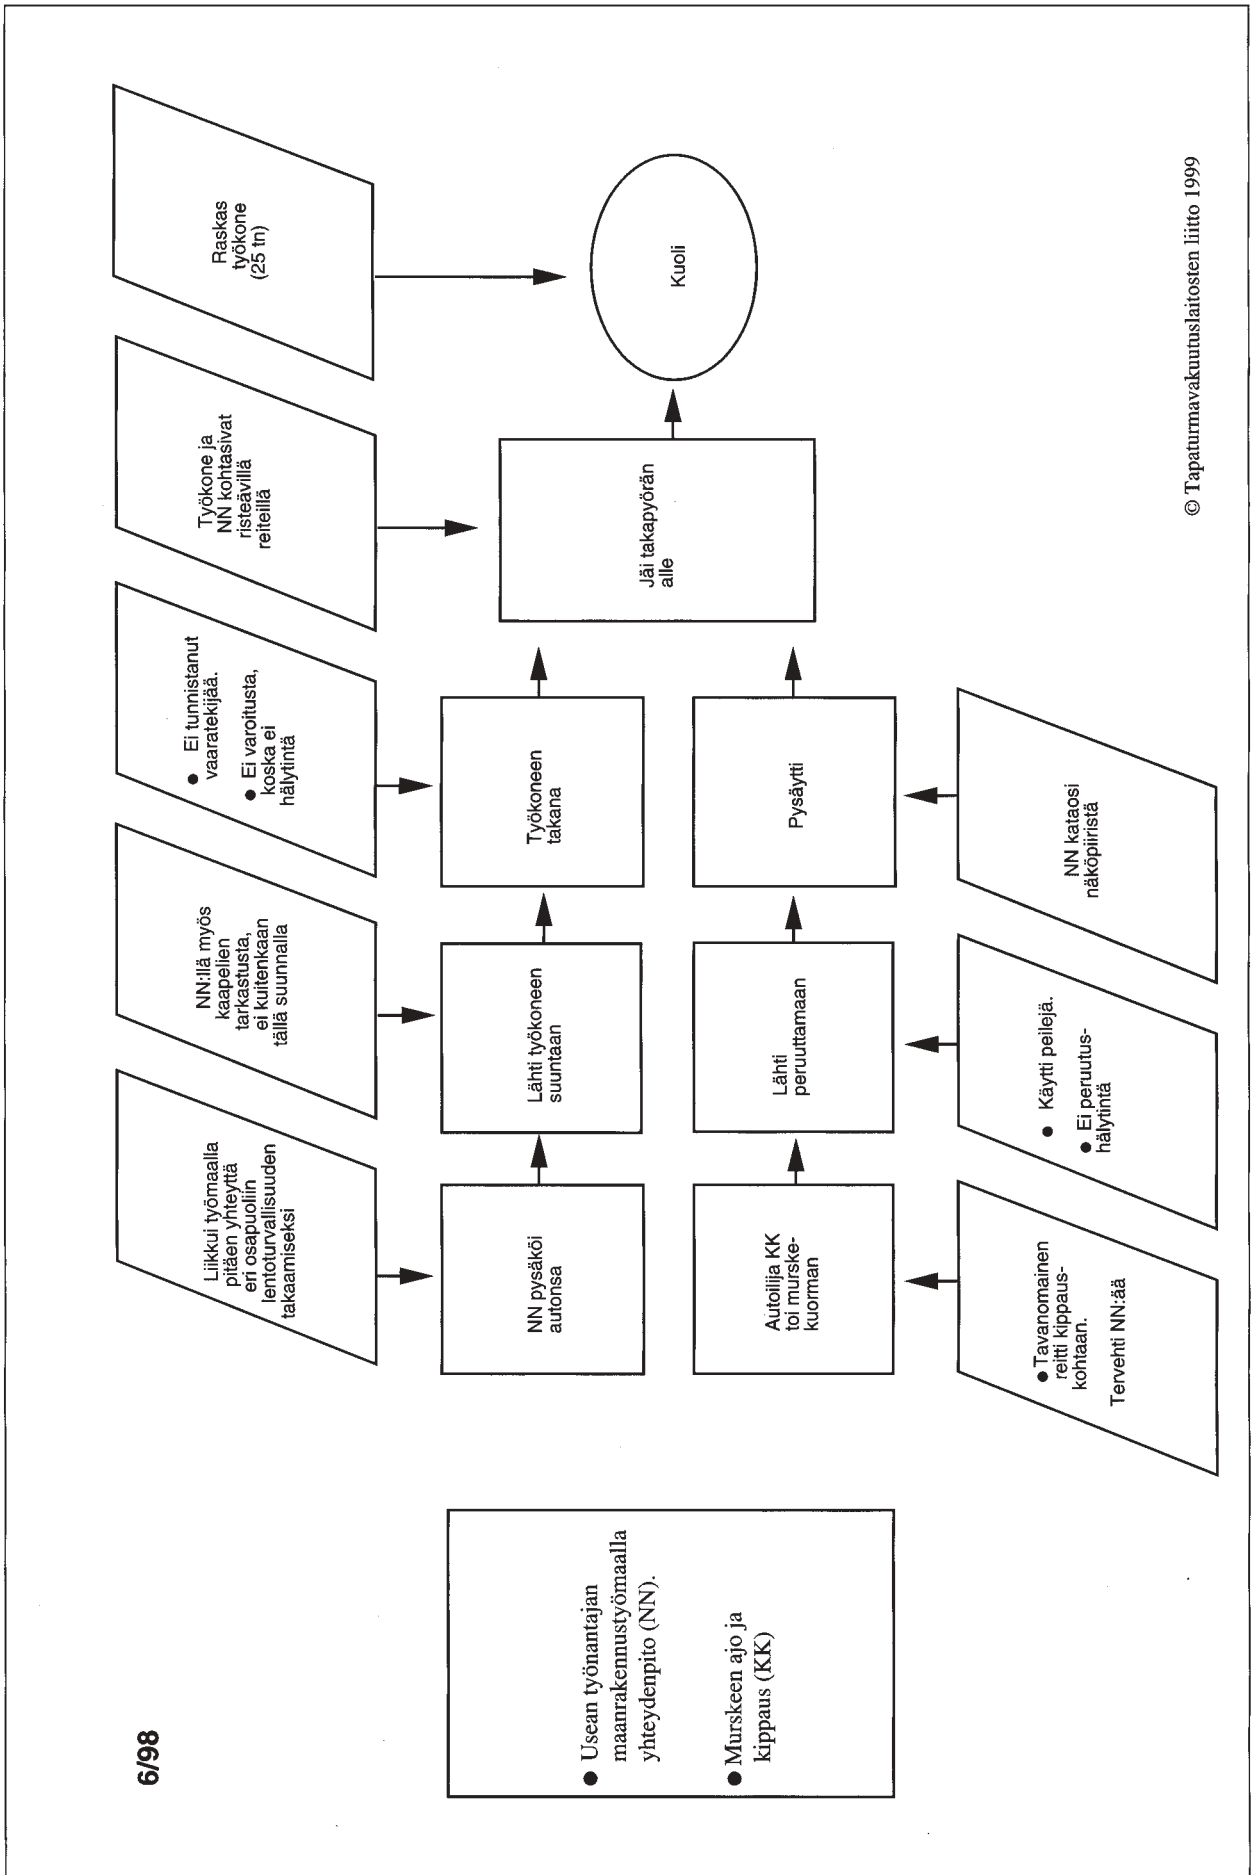 6/98
● Usean työnantajan
maanrakennustyömaalla
yhteydenpito (NN).
● Murskeen ajo ja
kippaus (KK)
Liikkui työmaalla
pitäen yhteyttä
eri osapuoliin
lentoturvallisuuden
takaamiseksi
NN:llä myös
kaapelien
tarkastusta,
ei kuitenkaan
tällä suunnalla
● Ei tunnistanut
vaaratekijää.
● Ei varoitusta,
koska ei
hälytintä
Työkone ja
NN kohtasivat
risteävillä
reiteillä
Raskas
työkone
(25 tn)
NN pysäköi
autonsa
Lähti työkoneen
suuntaan
Työkoneen
takana
Jäi takapyörän
alle
Kuoli
Autoilija KK
toi murske-
kuorman
Lähti
peruuttamaan
Pysäytti
● Tavanomainen
reitti kippaus-
kohtaan.
Tervehti NN:ää
● Käytti peilejä.
● Ei peruutus-
hälytintä
NN kataosi
näköpiiristä
© Tapaturmavakuutuslaitosten liitto 1999